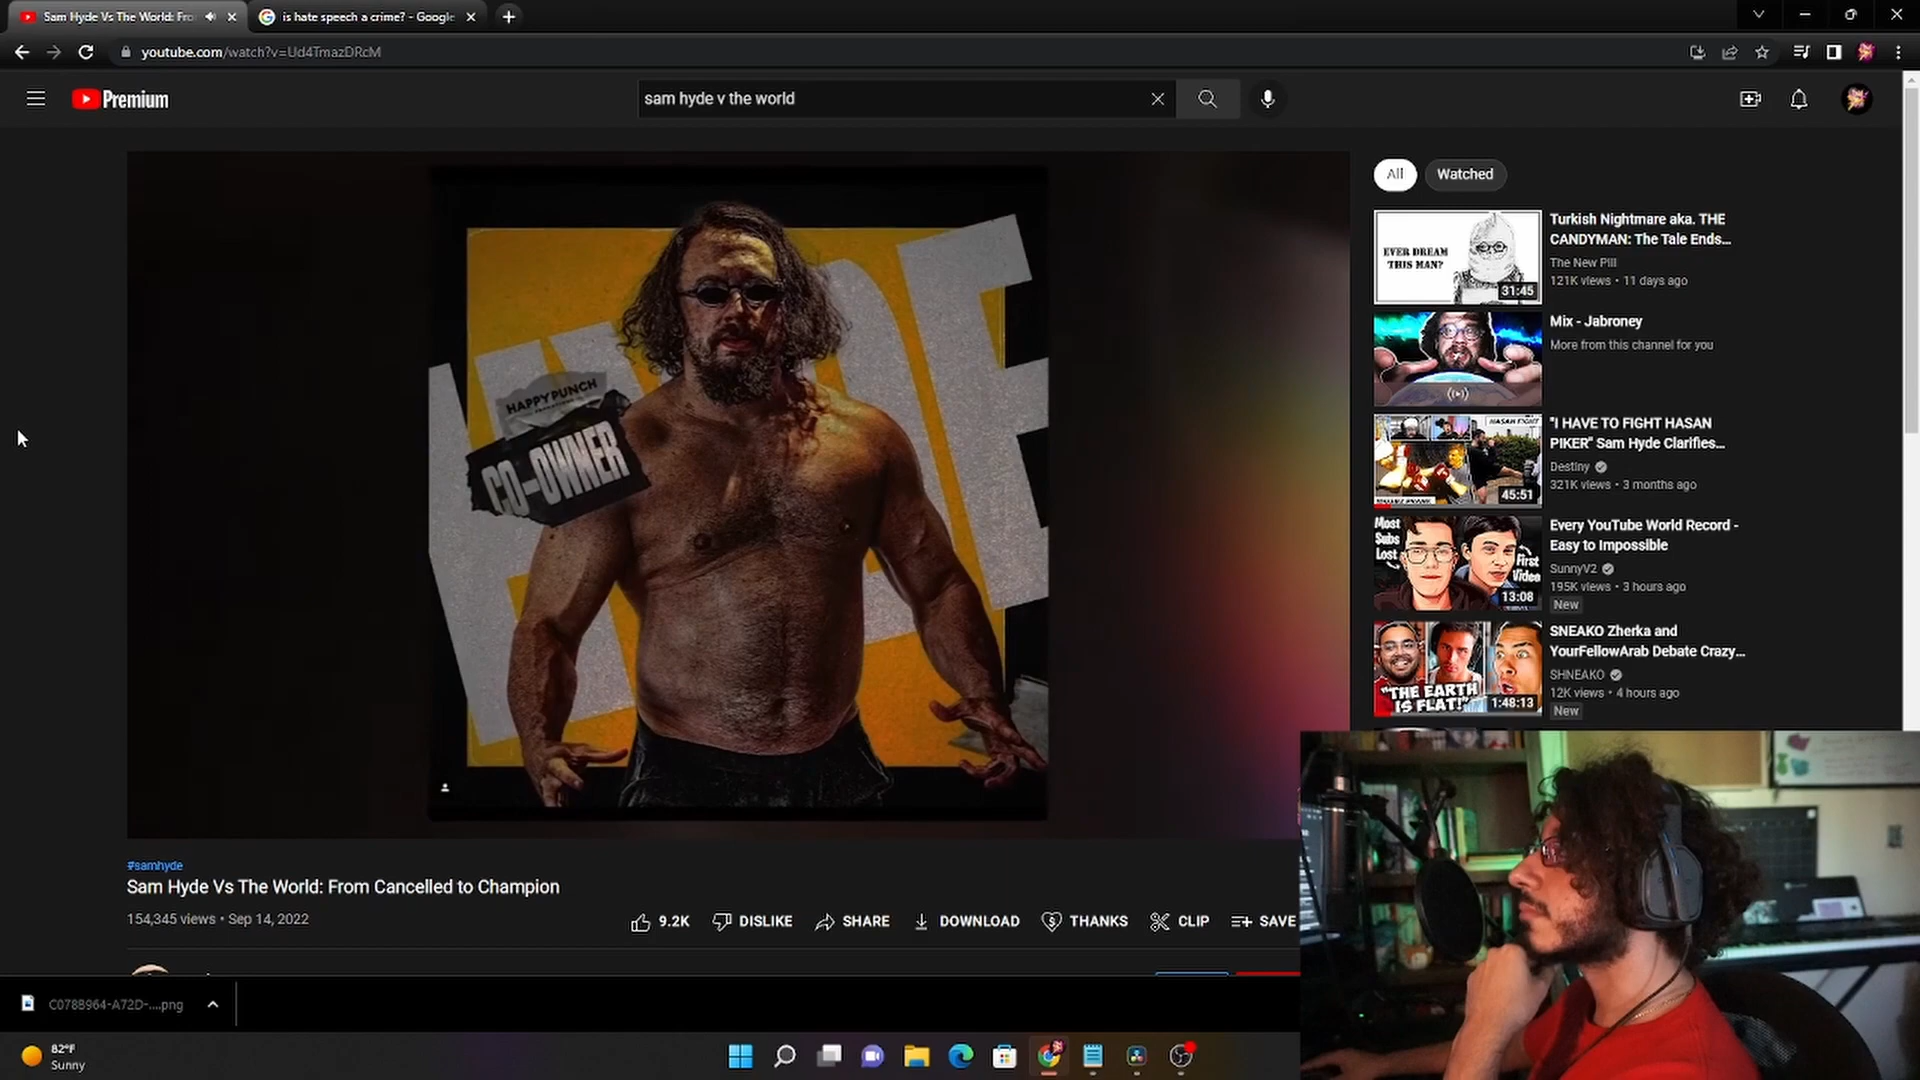 Sam Hyde Vs The World: Fro
is hate speech a crime? - Google
youtube.com/watch?v=Ud4TmazDRcM
Premium
sam hyde v the world
HAPPY PUNCH
CO-OWNER
#samhyde
Sam Hyde Vs The World: From Cancelled to Champion
154,345 views • Sep 14, 2022
9.2K
DISLIKE
SHARE
DOWNLOAD
THANKS
CLIP
SAVE
All
Watched
EVER DREAM
THIS MAN?
31:45
Turkish Nightmare aka. THE
CANDYMAN: The Tale Ends...
The New Pill
121K views • 11 days ago
Mix - Jabroney
More from this channel for you
45:51
"I HAVE TO FIGHT HASAN
PIKER" Sam Hyde Clarifies...
Destiny
321K views • 3 months ago
Most
Subs
Lost
First
Video
13:08
Every YouTube World Record -
Easy to Impossible
SunnyV2
195K views • 3 hours ago
New
"THE EARTH
IS FLAT!"
1:48:13
SNEAKO Zherka and
YourFellowArab Debate Crazy...
SHNEAKO
12K views • 4 hours ago
New
C078B964-A72D-....png
82°F
Sunny